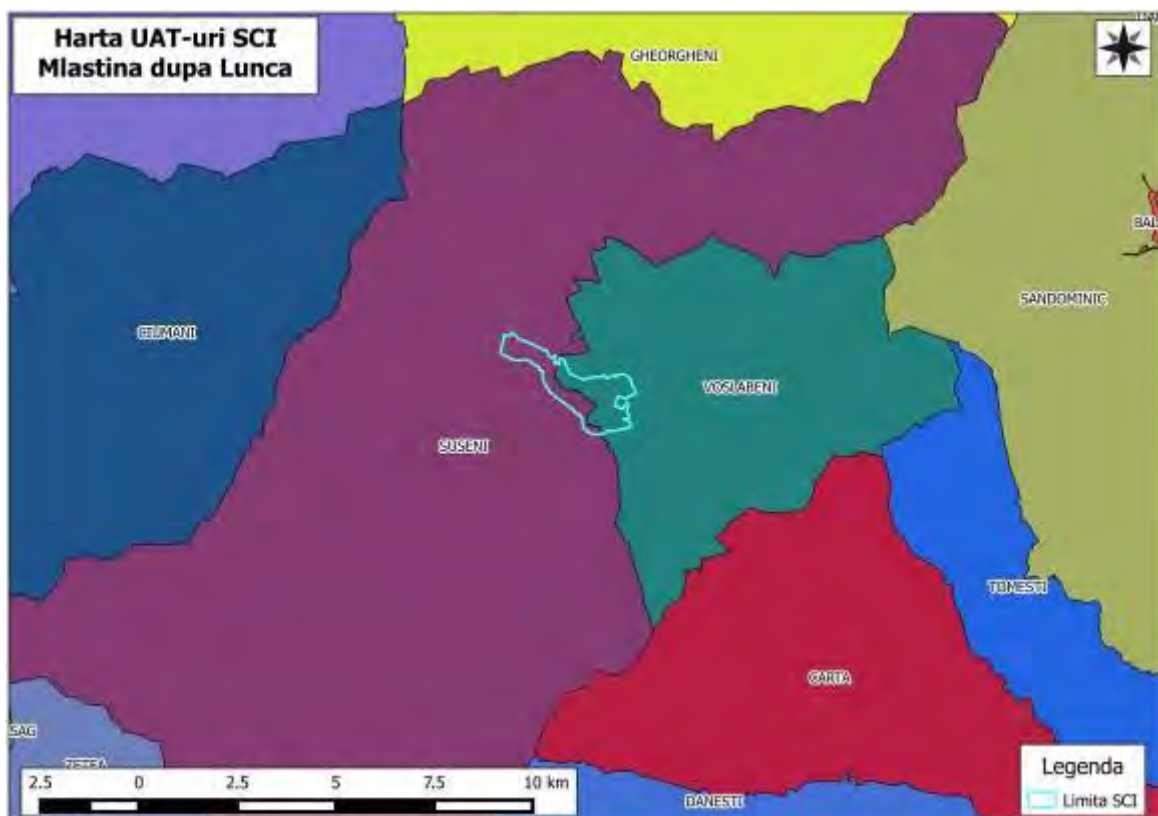 Harta UAT-uri SCI
Mlastina dupa Lunca
GHEORGHENI
SANDOMINIC
CIUMANI
VOSLABENI
SUSENI
TOMESTI
CARTA
DANESTI
2.5 0 2.5 5 7.5 10 km
Legenda
Limita SCI